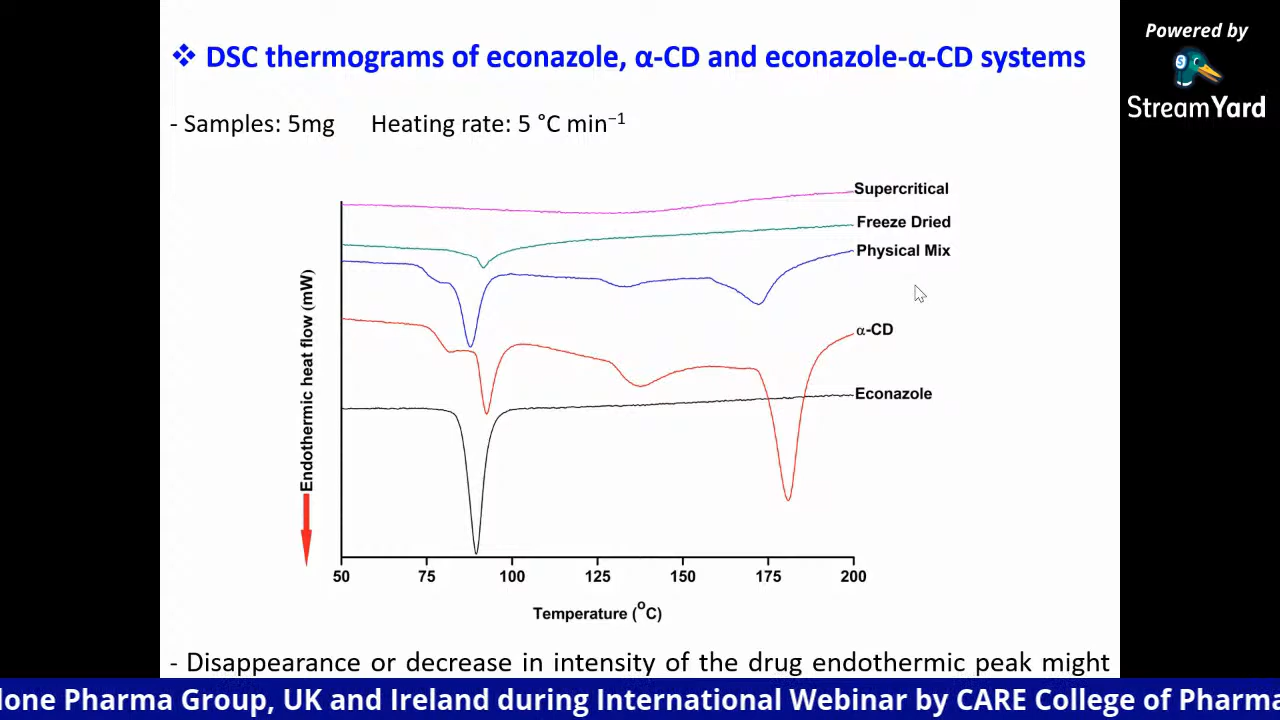 Powered by
StreamYard
❖ DSC thermograms of econazole, α-CD and econazole-α-CD systems
- Samples: 5mg Heating rate: 5 °C min⁻¹
Supercritical
Freeze Dried
Physical Mix
α-CD
Econazole
Endothermic heat flow (mW)
50 75 100 125 150 175 200
Temperature (°C)
- Disappearance or decrease in intensity of the drug endothermic peak might
lone Pharma Group, UK and Ireland during International Webinar by CARE College of Pharma